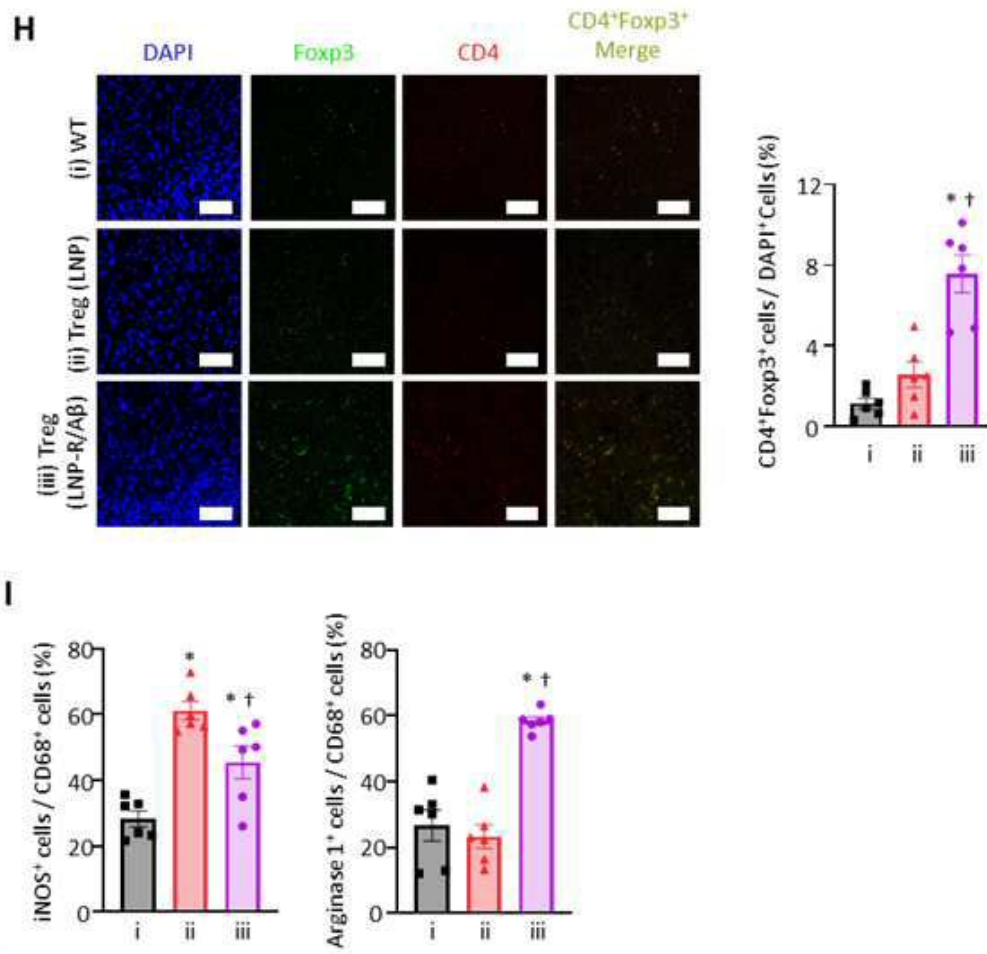 H
DAPI
Foxp3
CD4
CD4⁺Foxp3⁺
Merge
(i) WT
(ii) Treg (LNP)
(iii) Treg
(LNP-R/Aβ)
CD4⁺Foxp3⁺ cells / DAPI⁺ Cells (%)
12
8
4
0
* †
i ii iii
I
iNOS⁺ cells / CD68⁺ cells (%)
80
60
40
20
0
*
* †
i ii iii
Arginase 1⁺ cells / CD68⁺ cells (%)
80
60
40
20
0
* †
i ii iii